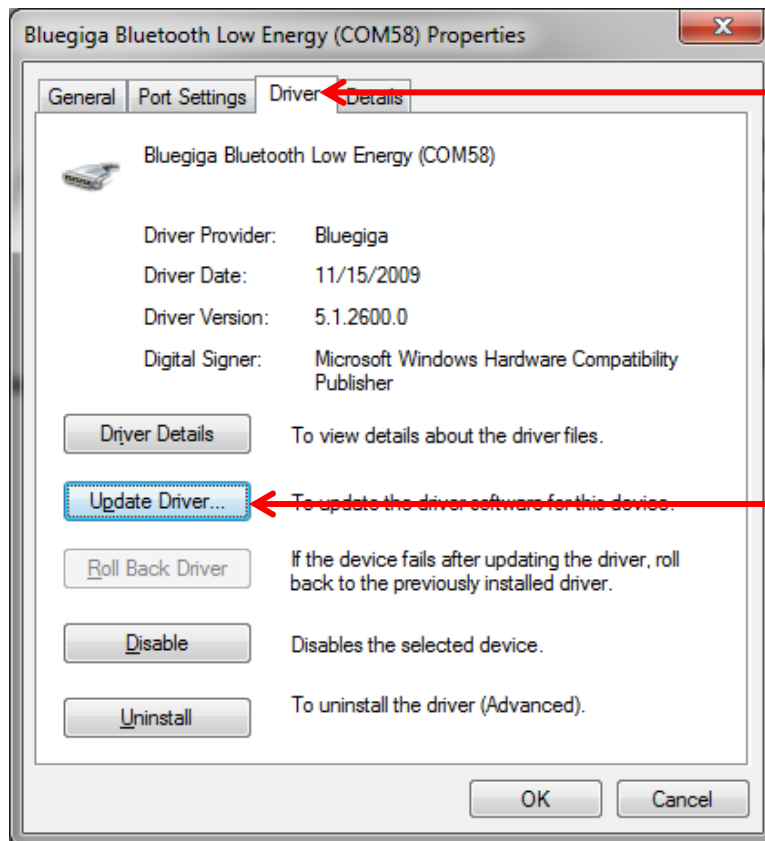 Bluegiga Bluetooth Low Energy (COM58) Properties
General Port Settings Driver Details
Bluegiga Bluetooth Low Energy (COM58)
Driver Provider: Bluegiga
Driver Date: 11/15/2009
Driver Version: 5.1.2600.0
Digital Signer: Microsoft Windows Hardware Compatibility
Publisher
Driver Details To view details about the driver files.
Update Driver... To update the driver software for this device.
Roll Back Driver If the device fails after updating the driver, roll
back to the previously installed driver.
Disable Disables the selected device.
Uninstall To uninstall the driver (Advanced).
OK Cancel